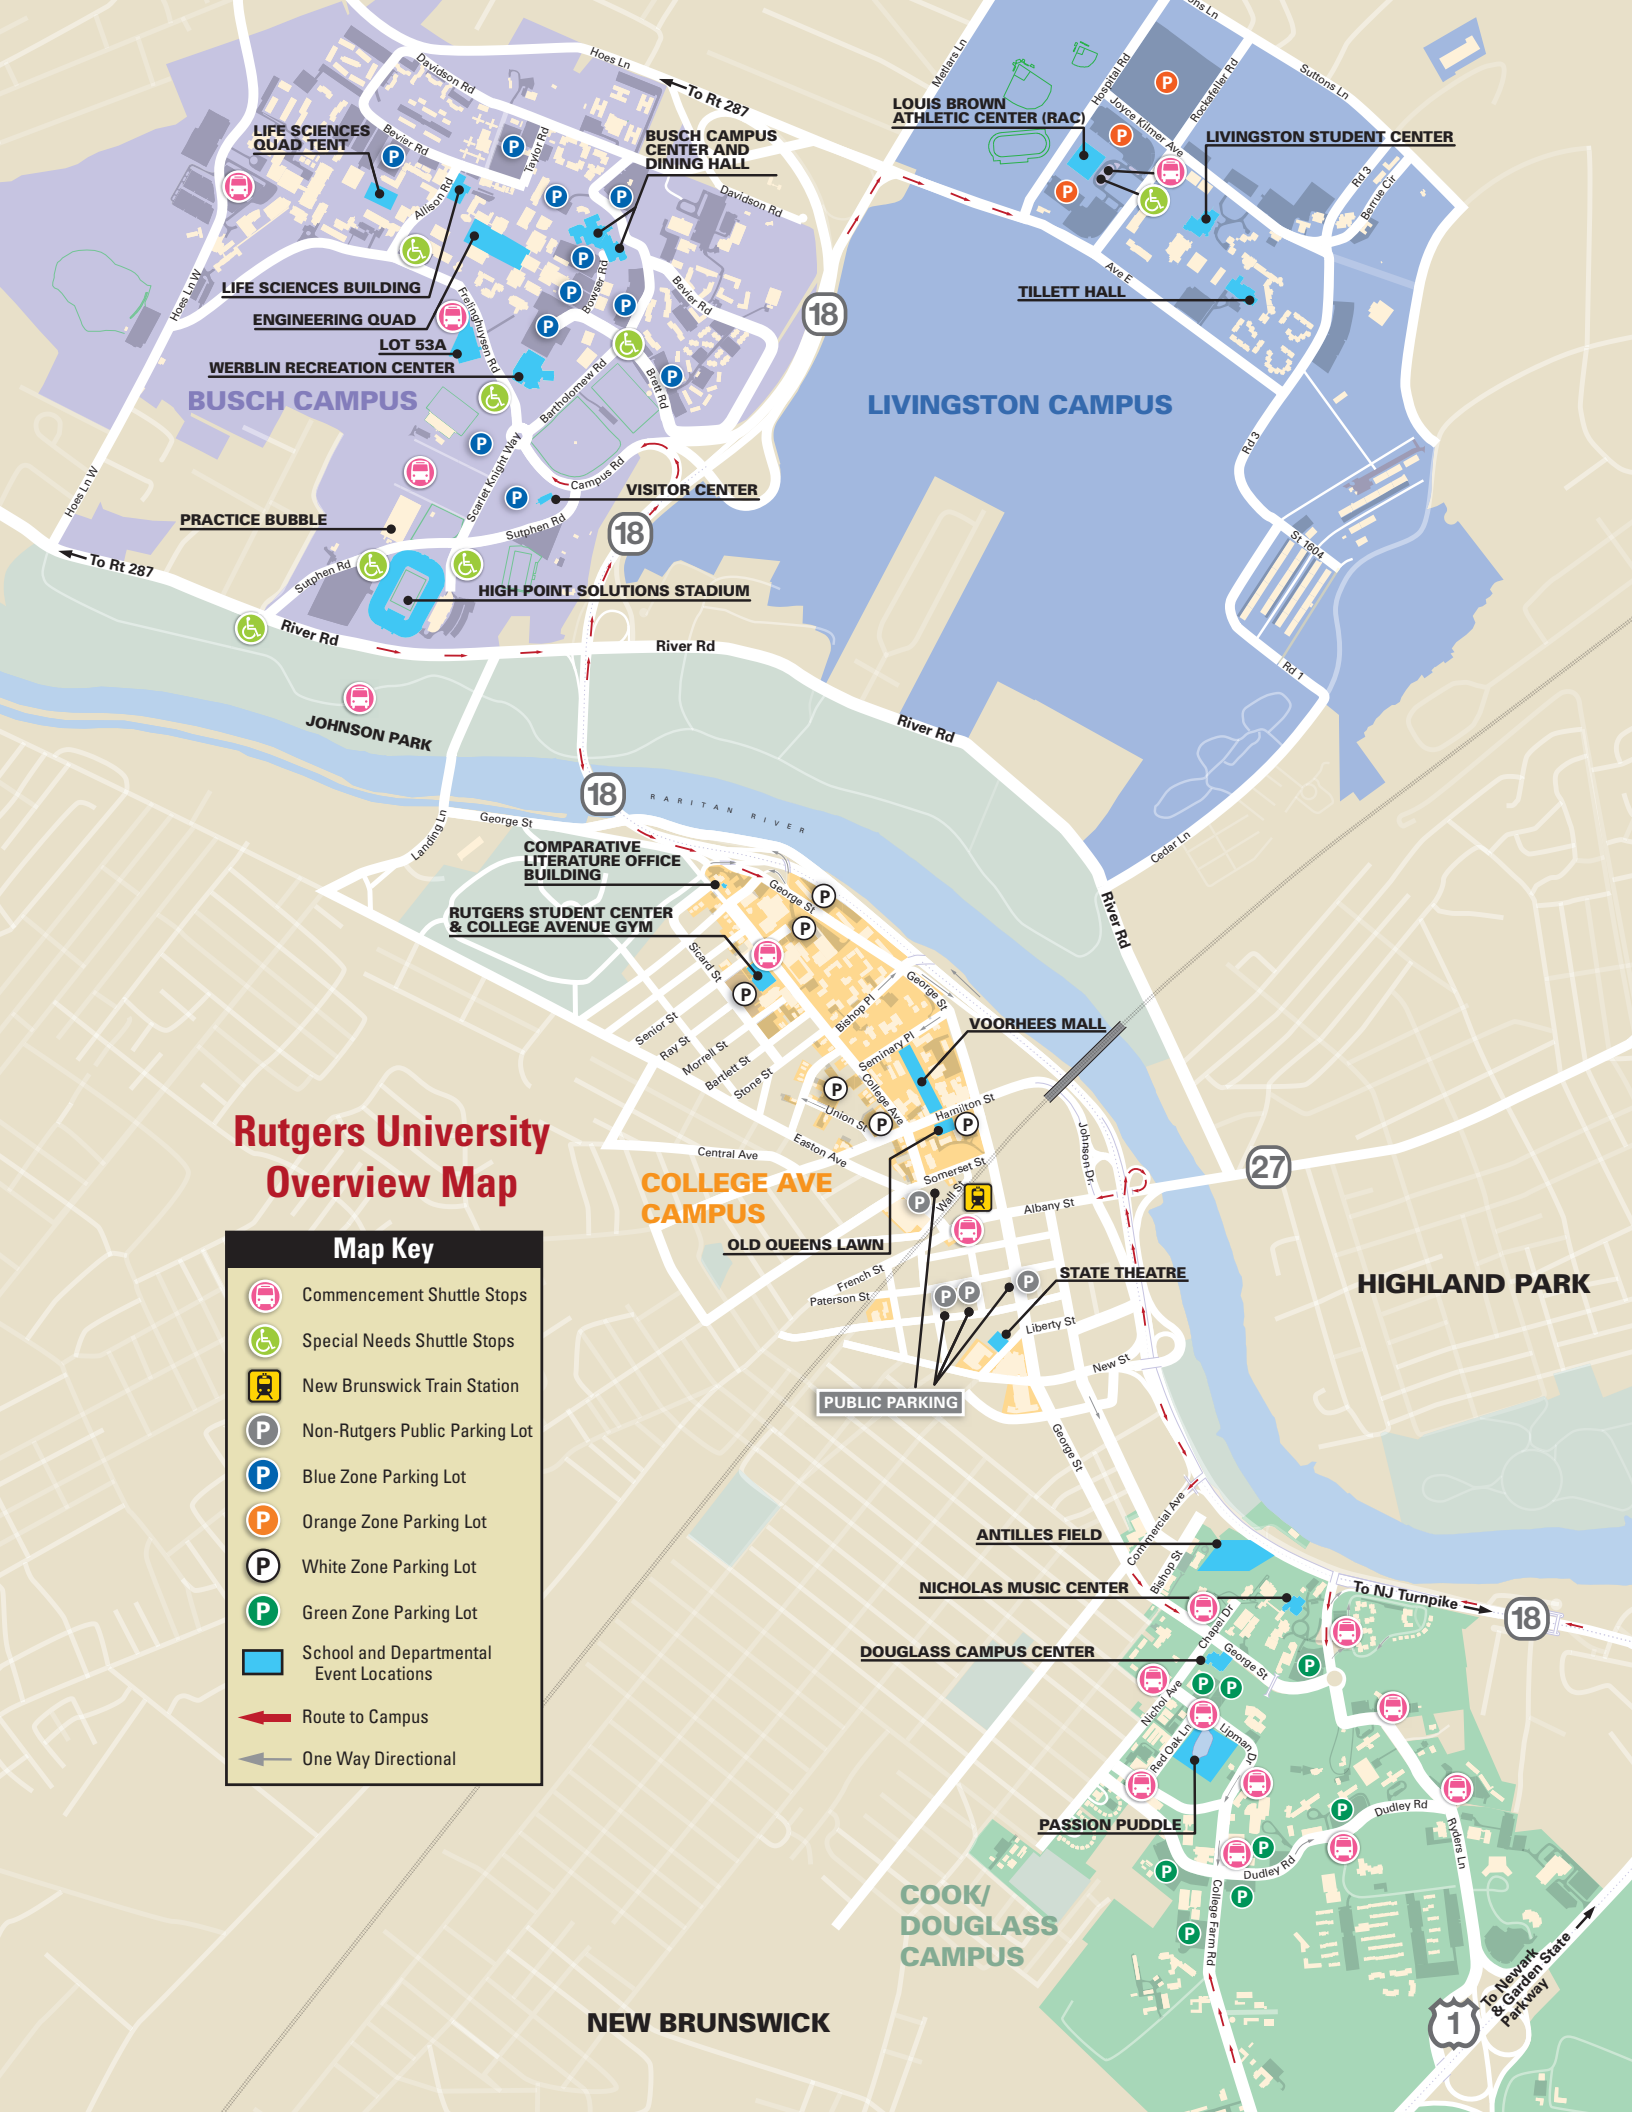 Hoes Ln
Metlars Ln
Suttons Ln
Davidson Rd
To Rt 287
Hospital Rd
P
Rockafeller Rd
LOUIS BROWN
ATHLETIC CENTER (RAC)
Joyce Kilmer Ave
P
LIFE SCIENCES
QUAD TENT
Bevier Rd
P
P
Taylor Rd
BUSCH CAMPUS
CENTER AND
DINING HALL
LIVINGSTON STUDENT CENTER
Allison Rd
P
P
Davidson Rd
P
Rd 3
Berrue Cir
P
LIFE SCIENCES BUILDING
Hoes Ln W
Frelinghuysen Rd
P
Bowser Rd
P
Bevier Rd
18
Ave E
TILLETT HALL
ENGINEERING QUAD
P
LOT 53A
WERBLIN RECREATION CENTER
Bartholomew Rd
Brett Rd
P
BUSCH CAMPUS
LIVINGSTON CAMPUS
P
Scarlet Knight Way
Campus Rd
Rd 3
Hoes Ln W
P
VISITOR CENTER
PRACTICE BUBBLE
Sutphen Rd
18
St 1604
To Rt 287
Sutphen Rd
HIGH POINT SOLUTIONS STADIUM
River Rd
River Rd
Rd 1
JOHNSON PARK
River Rd
18
RARITAN RIVER
George St
Landing Ln
Cedar Ln
COMPARATIVE
LITERATURE OFFICE
BUILDING
George St
P
P
River Rd
RUTGERS STUDENT CENTER
& COLLEGE AVENUE GYM
Sicard St
P
George St
Bishop Pl
VOORHEES MALL
Senior St
Ray St
Morrell St
Bartlett St
Stone St
Seminary Pl
College Ave
P
Union St
P
Hamilton St
P
Johnson Dr.
Rutgers University
Overview Map
Central Ave
Easton Ave
27
COLLEGE AVE
CAMPUS
Somerset St
Wall St
P
Albany St
OLD QUEENS LAWN
HIGHLAND PARK
French St
Paterson St
P
P
P
STATE THEATRE
Liberty St
New St
PUBLIC PARKING
George St
Map Key
Commencement Shuttle Stops
Special Needs Shuttle Stops
New Brunswick Train Station
P Non-Rutgers Public Parking Lot
P Blue Zone Parking Lot
P Orange Zone Parking Lot
P White Zone Parking Lot
P Green Zone Parking Lot
School and Departmental
Event Locations
Route to Campus
One Way Directional
Commercial Ave
ANTILLES FIELD
Bishop St
NICHOLAS MUSIC CENTER
To NJ Turnpike
18
Chapel Dr
DOUGLASS CAMPUS CENTER
George St
P
P
P
Nichol Ave
Red Oak Ln
Lipman Dr
PASSION PUDDLE
P
Dudley Rd
Ryders Ln
P
Dudley Rd
P
P
P
College Farm Rd
COOK/
DOUGLASS
CAMPUS
To Newark
& Garden State
Parkway
1
NEW BRUNSWICK